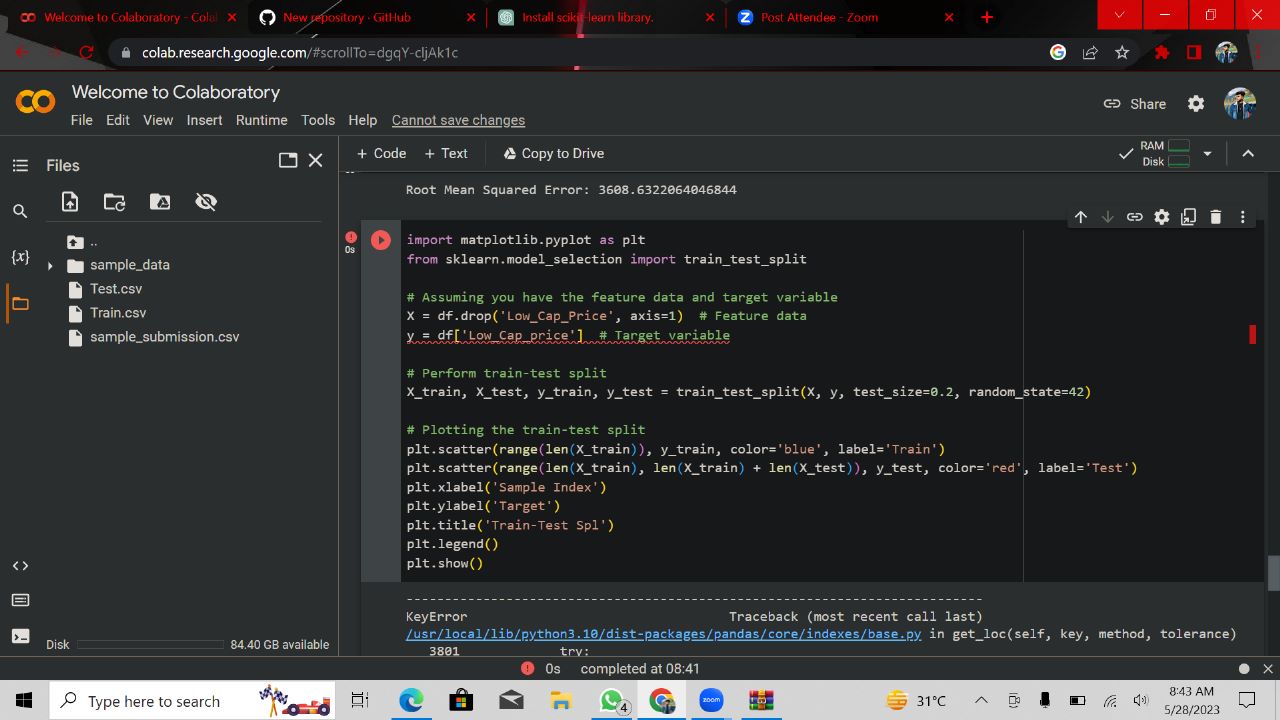 Welcome to Colaboratory - Colal
New repository · GitHub
Install scikit-learn library.
Post Attendee - Zoom
colab.research.google.com/#scrollTo=dgqY-cljAk1c
Welcome to Colaboratory
File Edit View Insert Runtime Tools Help Cannot save changes
Share
Files
+ Code + Text Copy to Drive
RAM
Disk
..
sample_data
Test.csv
Train.csv
sample_submission.csv
{x}
Disk 84.40 GB available
Root Mean Squared Error: 3608.6322064046844
0s
import matplotlib.pyplot as plt
from sklearn.model_selection import train_test_split
# Assuming you have the feature data and target variable
X = df.drop('Low_Cap_Price', axis=1)  # Feature data
y = df['Low_Cap_price']  # Target variable
# Perform train-test split
X_train, X_test, y_train, y_test = train_test_split(X, y, test_size=0.2, random_state=42)
# Plotting the train-test split
plt.scatter(range(len(X_train)), y_train, color='blue', label='Train')
plt.scatter(range(len(X_train), len(X_train) + len(X_test)), y_test, color='red', label='Test')
plt.xlabel('Sample Index')
plt.ylabel('Target')
plt.title('Train-Test Spl')
plt.legend()
plt.show()
---------------------------------------------------------------------------
KeyError Traceback (most recent call last)
/usr/local/lib/python3.10/dist-packages/pandas/core/indexes/base.py in get_loc(self, key, method, tolerance)
3801 try:
0s completed at 08:41
Type here to search
zoom
4
31°C
8:43 AM
5/28/2023